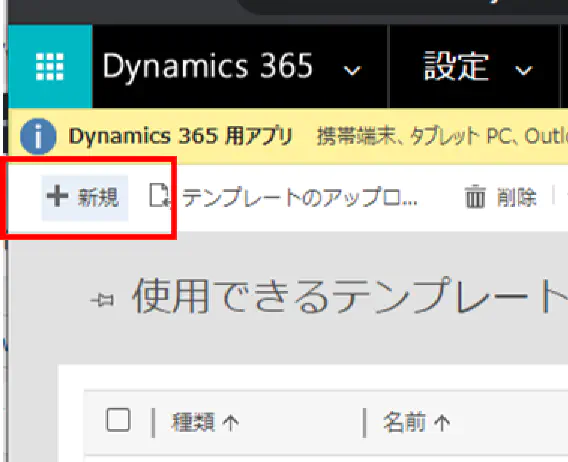 Dynamics 365 設定
Dynamics 365 用アプリ 携帯端末、タブレット PC、Outlo
新規 テンプレートのアップロ... 削除
使用できるテンプレート
種類 名前